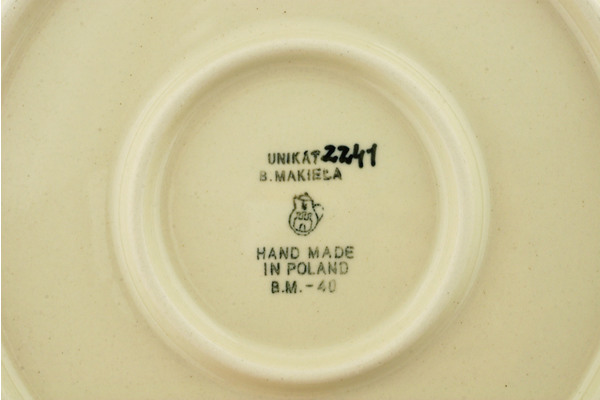 UNIKAT 2241
B.MAKIEŁA
HAND MADE
IN POLAND
B.M.-40